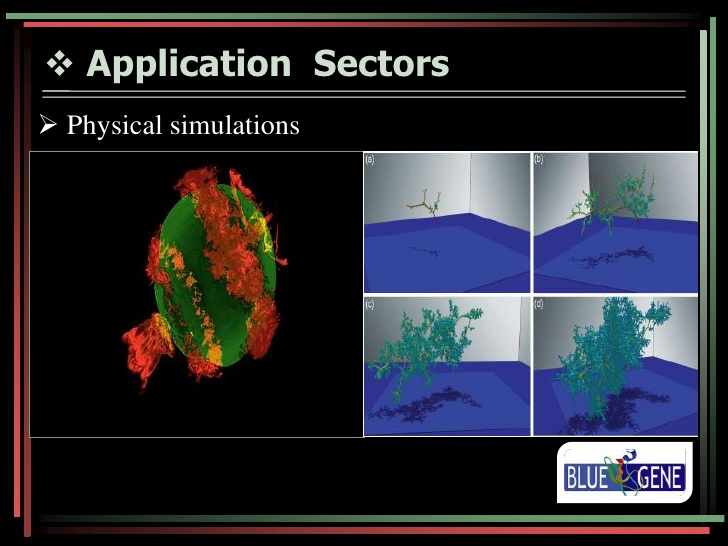 ❖ Application Sectors
➢ Physical simulations
(a)
(b)
(c)
(d)
BLUE GENE